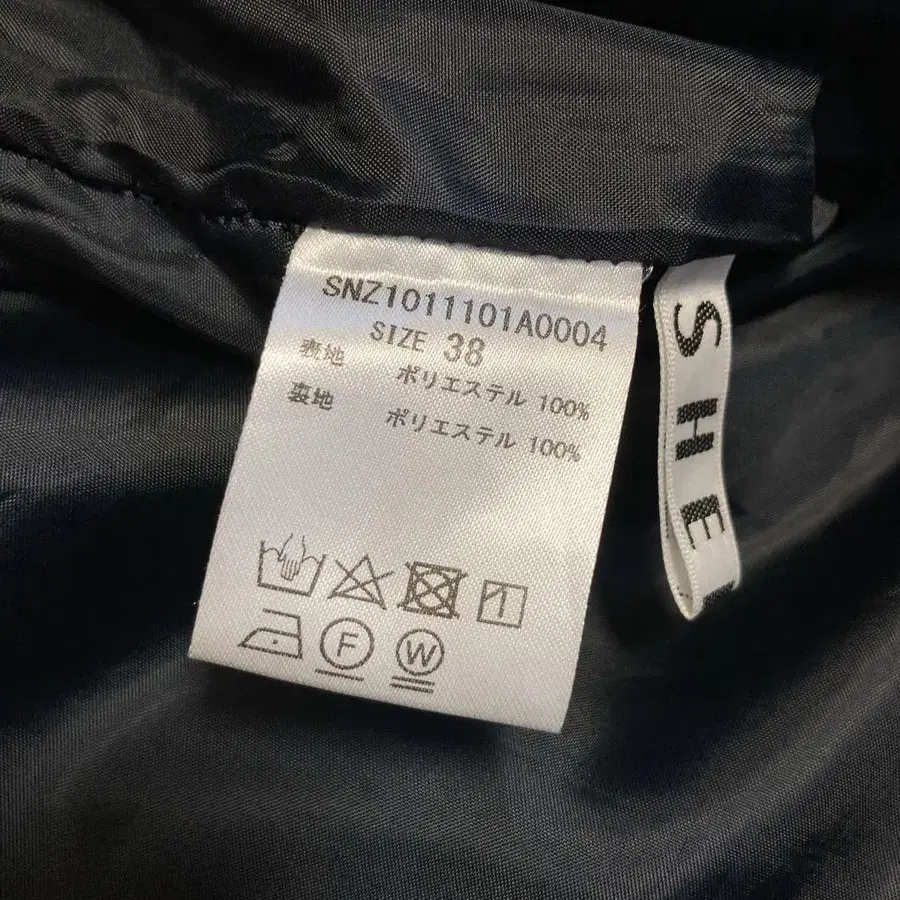 SNZ1011101A0004
SIZE 38
表地 ポリエステル 100%
裏地 ポリエステル 100%
F
W
SHE